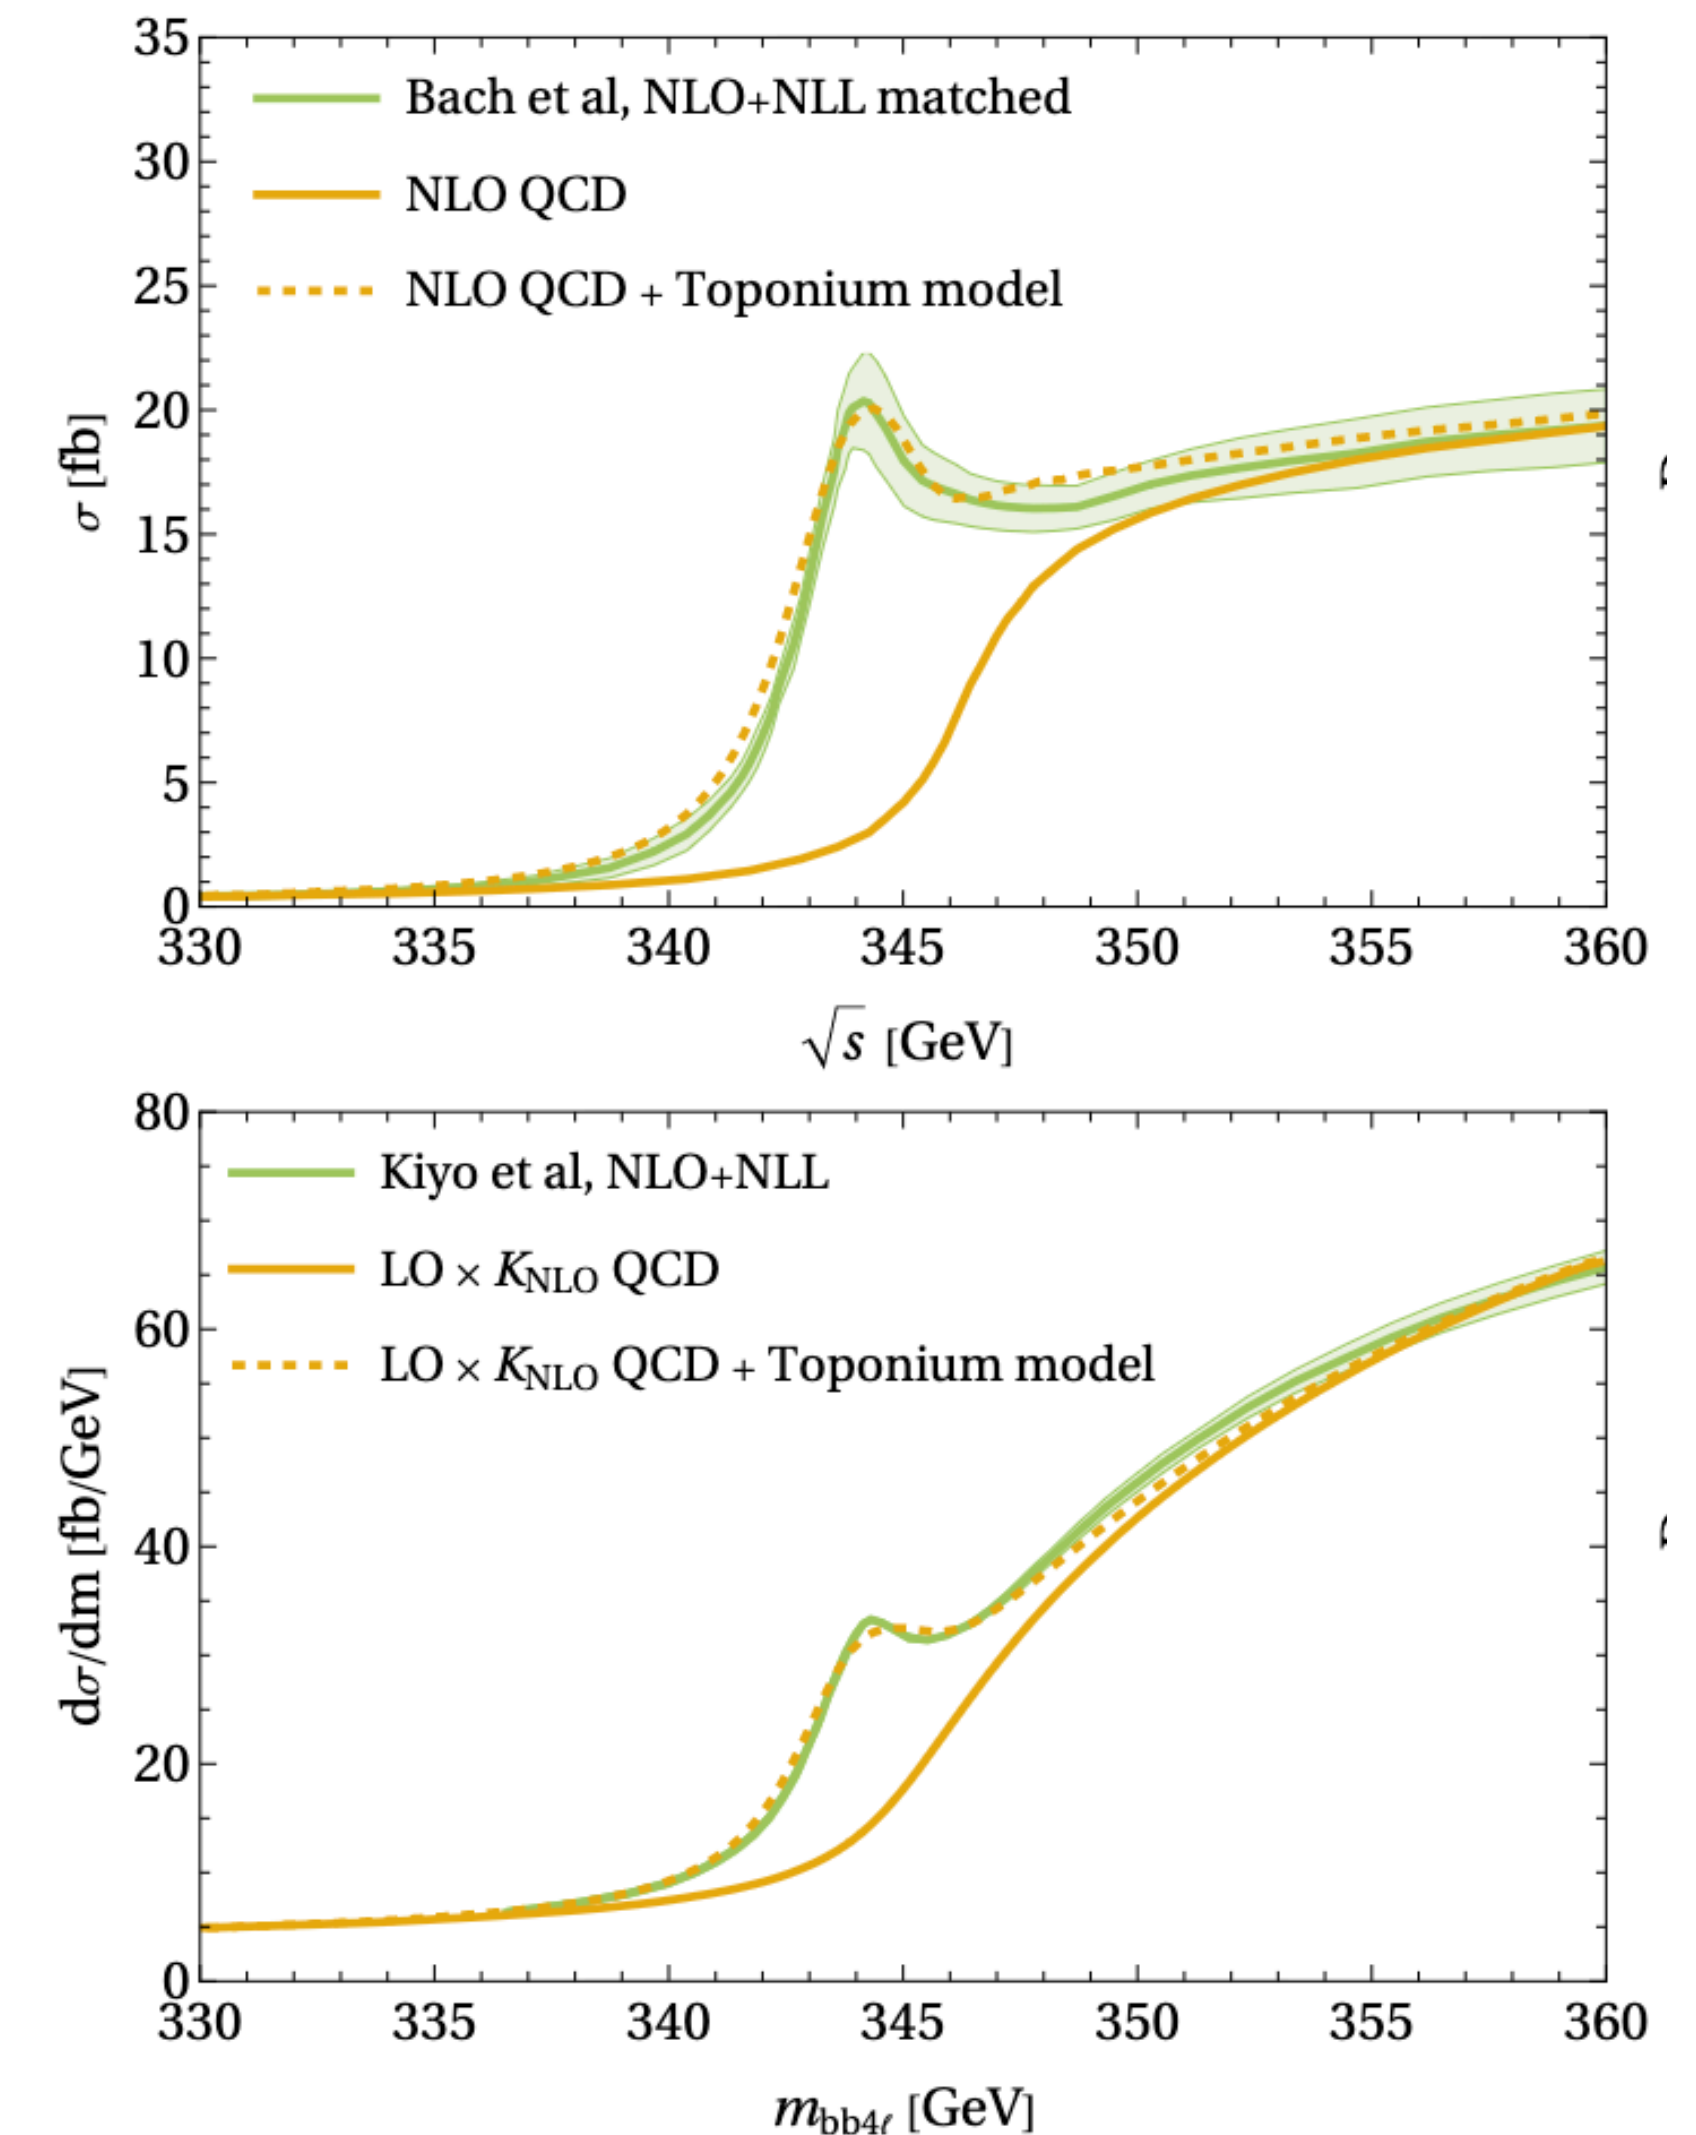 35
30
25
20
15
10
5
0
σ [fb]
Bach et al, NLO+NLL matched
NLO QCD
NLO QCD + Toponium model
330 335 340 345 350 355 360
√s [GeV]
80
60
40
20
0
dσ/dm [fb/GeV]
Kiyo et al, NLO+NLL
LO × K_NLO QCD
LO × K_NLO QCD + Toponium model
330 335 340 345 350 355 360
m_bb4ℓ [GeV]